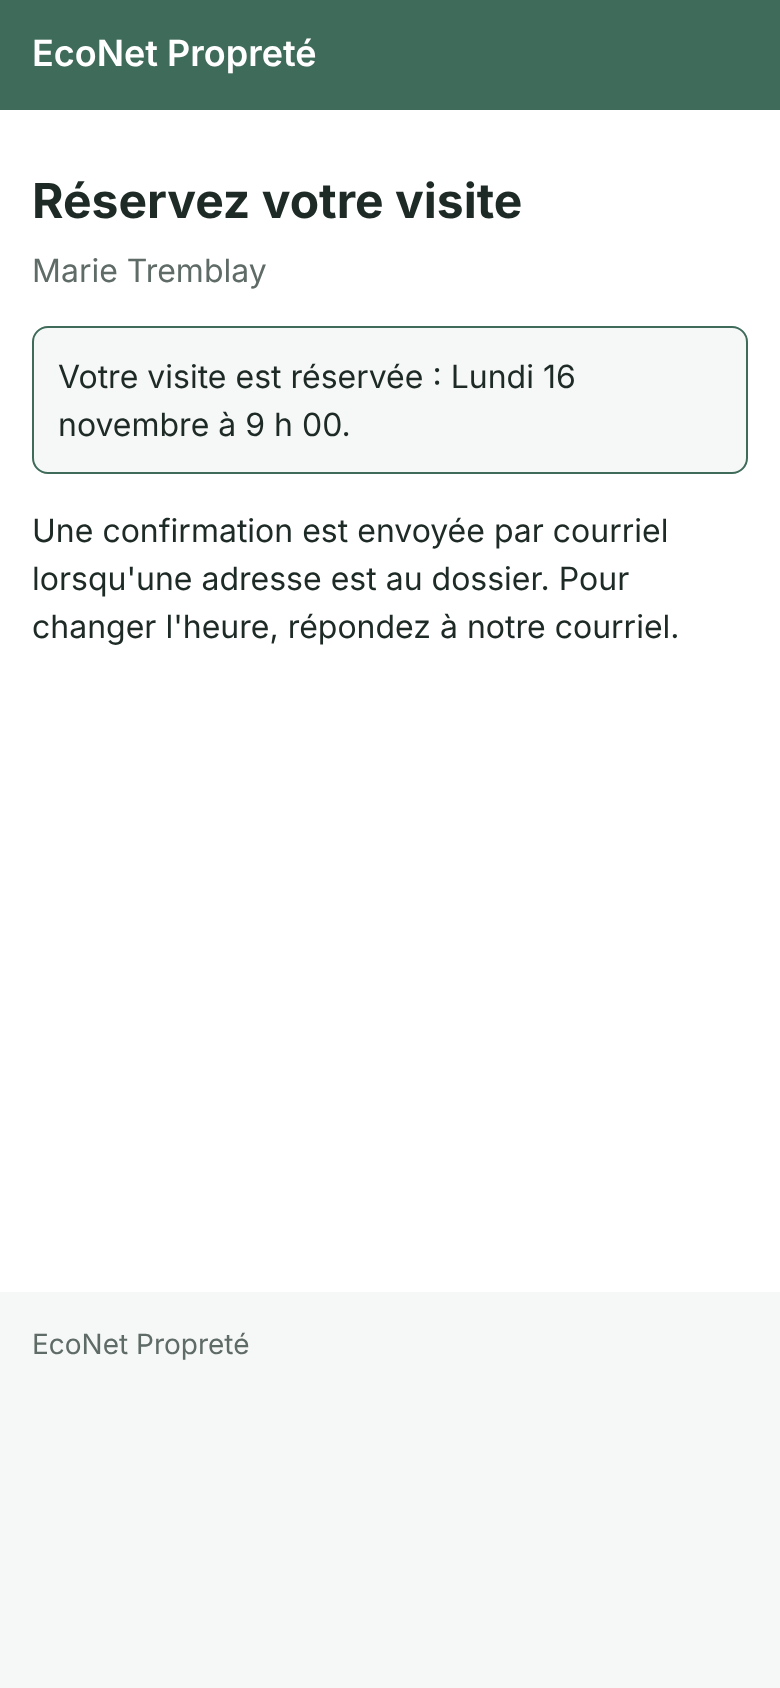 EcoNet Propreté
Réservez votre visite
Marie Tremblay
Votre visite est réservée : Lundi 16
novembre à 9 h 00.
Une confirmation est envoyée par courriel
lorsqu'une adresse est au dossier. Pour
changer l'heure, répondez à notre courriel.
EcoNet Propreté